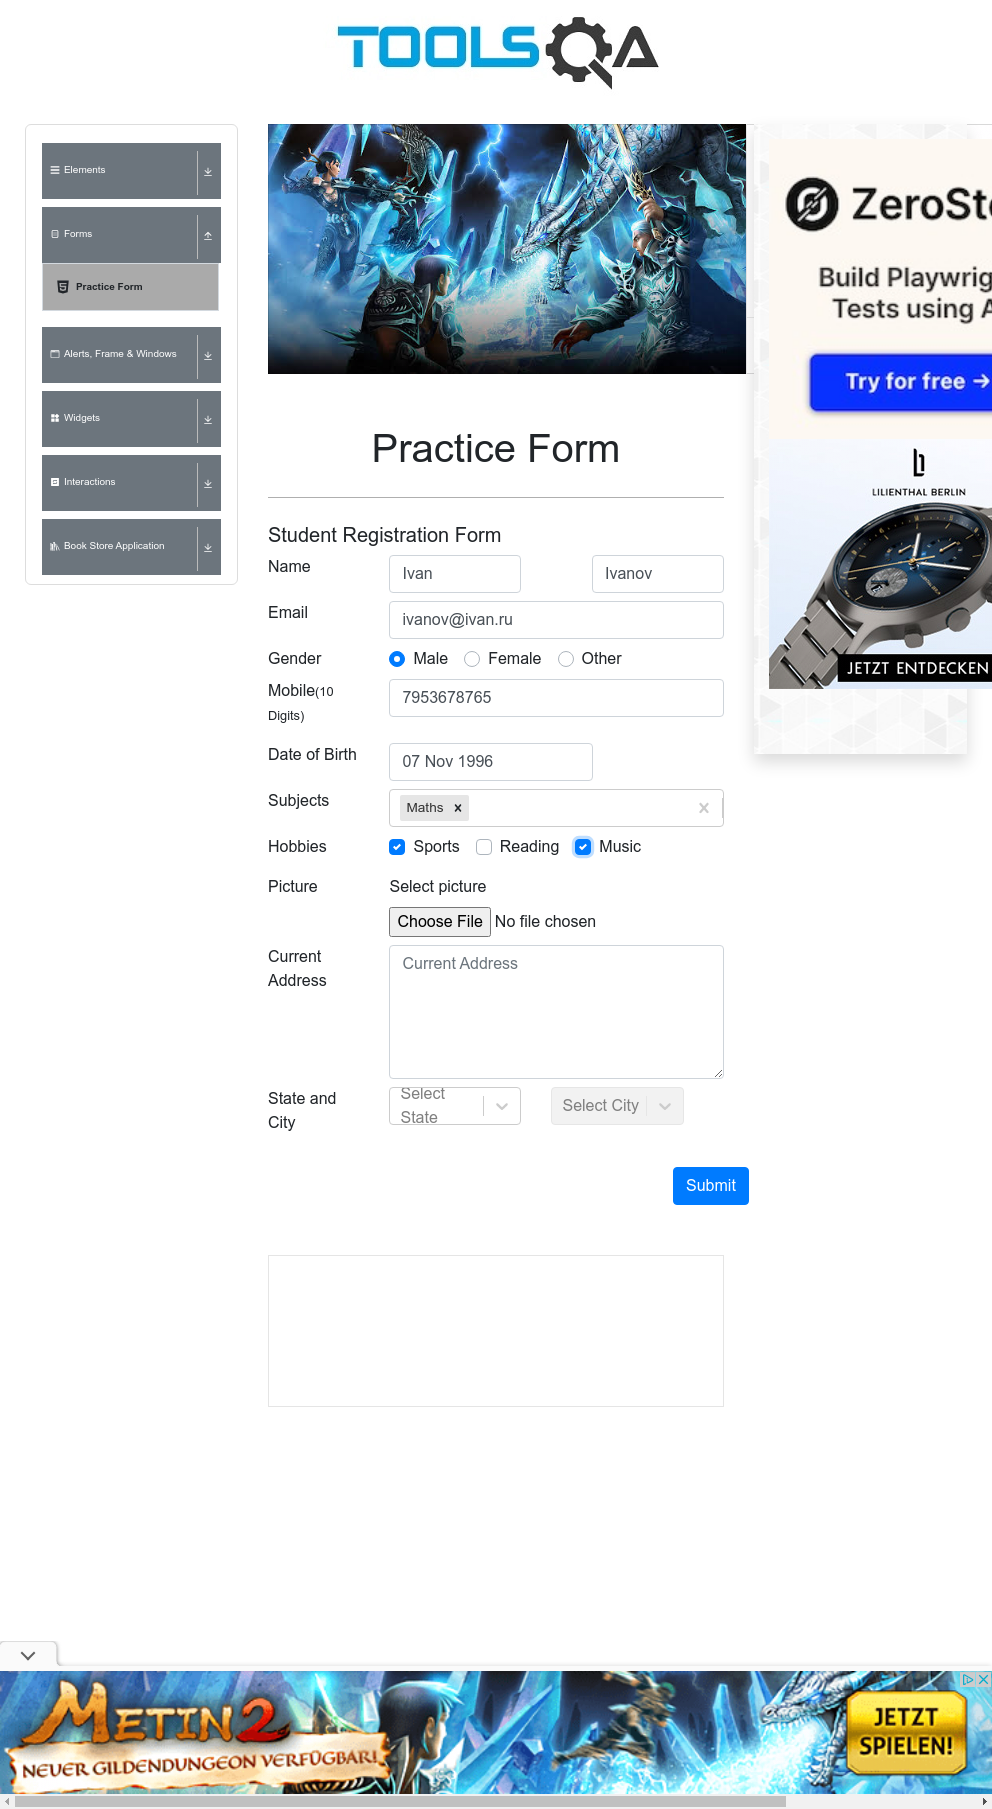 TOOLSQA
Elements
Forms
Practice Form
Alerts, Frame & Windows
Widgets
Interactions
Book Store Application
ZeroSt
Build Playwrig
Tests using A
Try for free →
LILIENTHAL BERLIN
JETZT ENTDECKEN
Practice Form
Student Registration Form
Name
Ivan
Ivanov
Email
ivanov@ivan.ru
Gender
Male Female Other
Mobile(10
Digits)
7953678765
Date of Birth
07 Nov 1996
Subjects
Maths
Hobbies
Sports Reading Music
Picture
Select picture
Choose File No file chosen
Current
Address
Current Address
State and
City
Select
State
Select City
Submit
METIN2
NEUER GILDENDUNGEON VERFÜGBAR!
JETZT
SPIELEN!